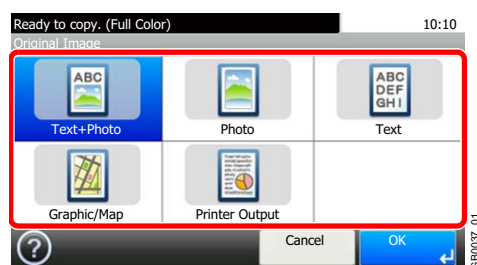 Ready to copy. (Full Color) 10:10
Original Image
ABC
ABC
DEF
GHI
Text+Photo Photo Text
Graphic/Map Printer Output
? Cancel OK
GB0037_01